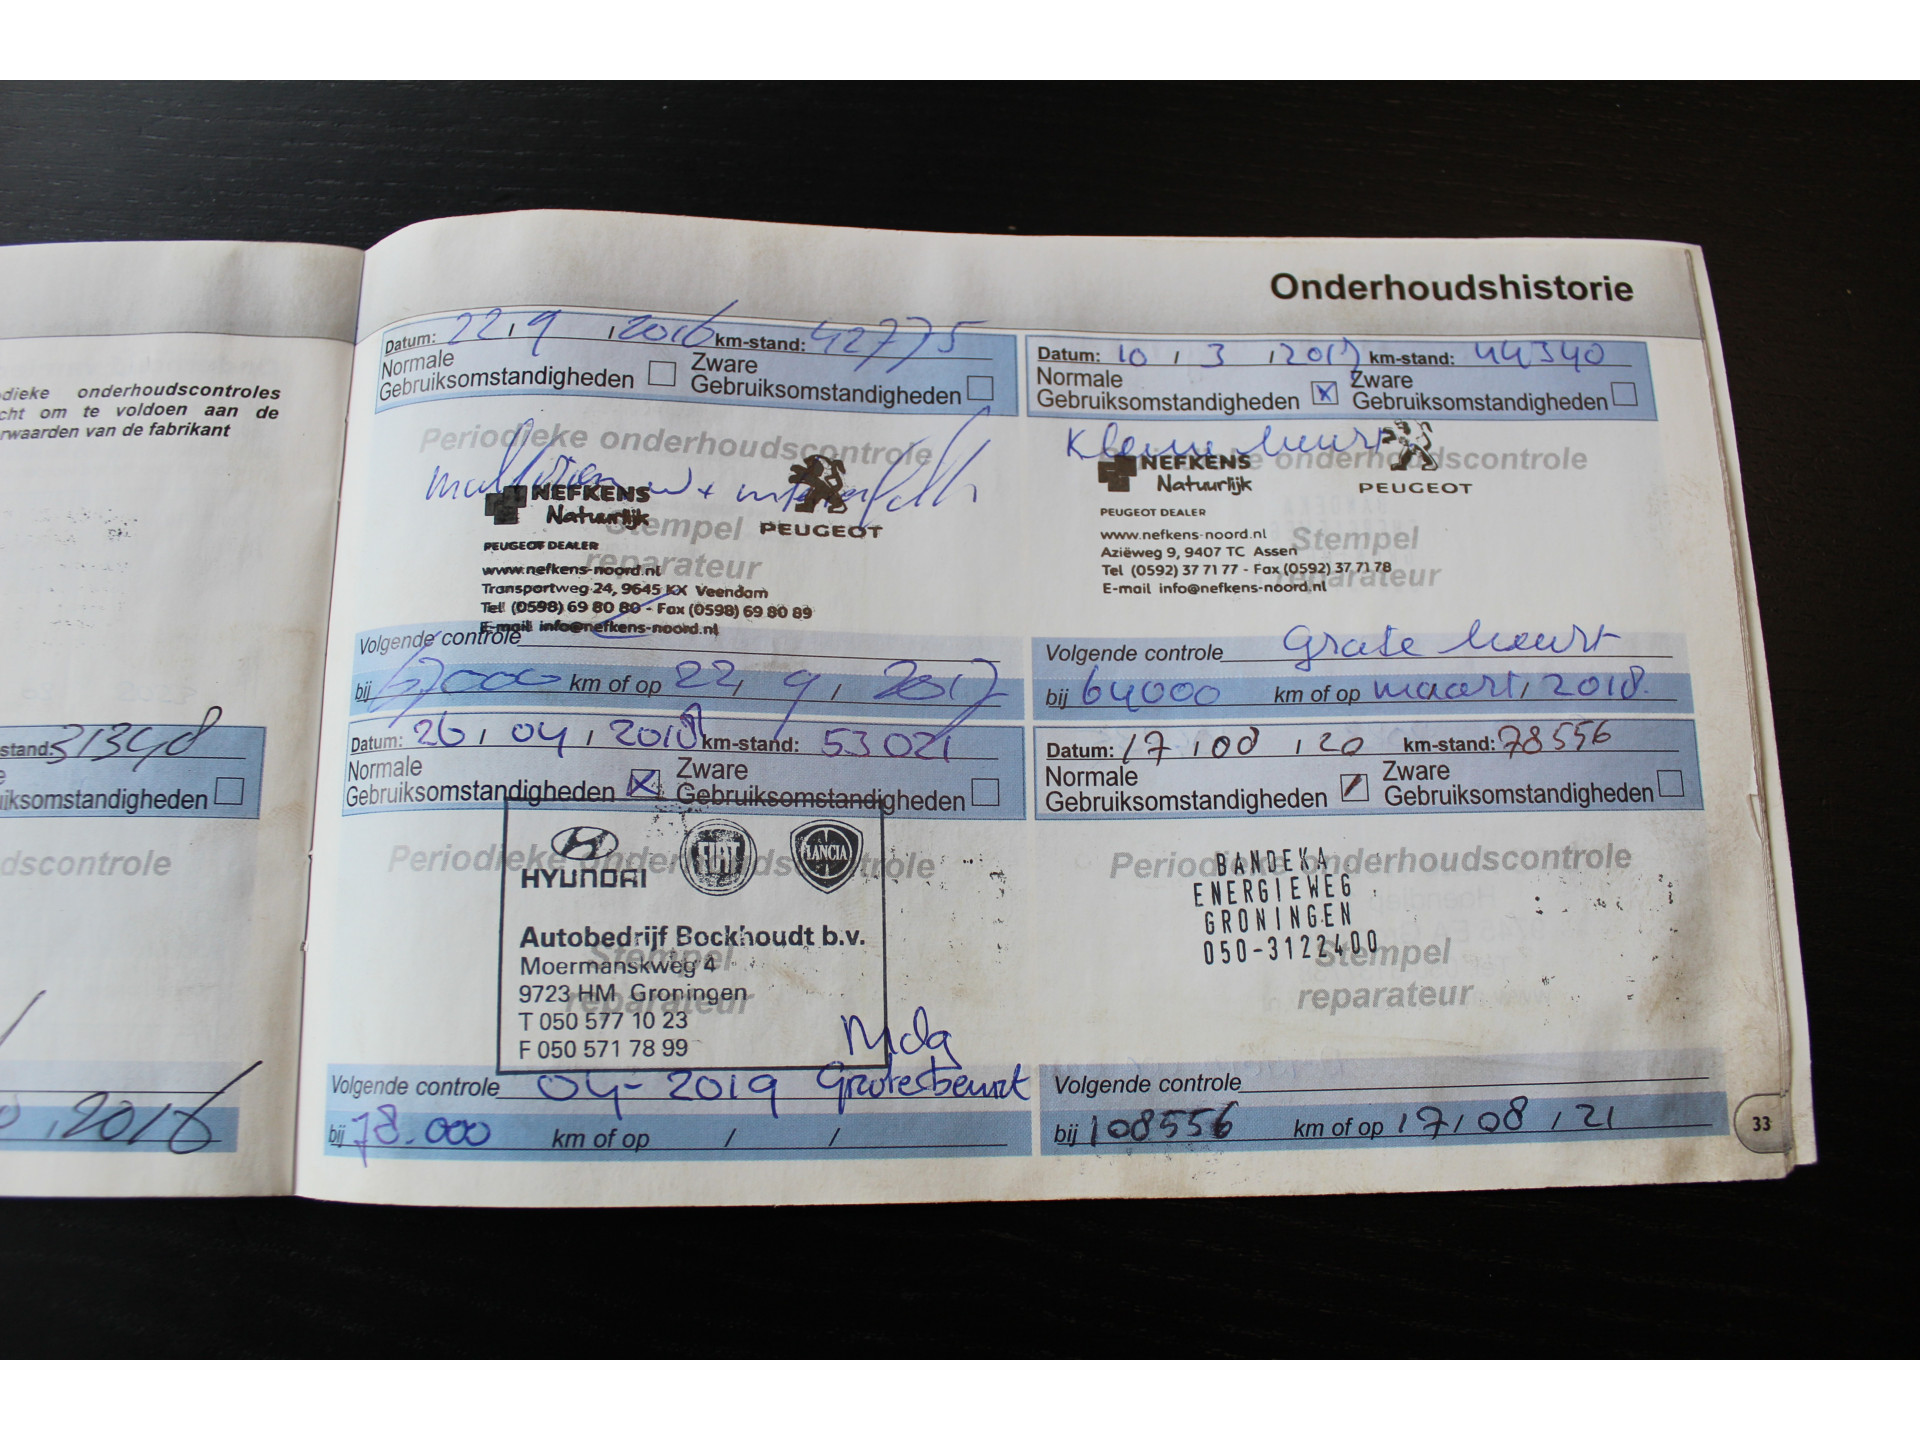 dieke onderhoudscontroles
cht om te voldoen aan de
rwaarden van de fabrikant
stand: 31348
iksomstandigheden
dscontrole
2016
Onderhoudshistorie
Datum: 22 / 9 / 2016 km-stand: 42775
Normale Gebruiksomstandigheden
Zware Gebruiksomstandigheden
Periodieke onderhoudscontrole
NEFKENS
Natuurlijk
PEUGEOT
Stempel
reparateur
PEUGEOT DEALER
www.nefkens-noord.nl
Transportweg 24, 9645 KX Veendam
Tel (0598) 69 80 80 - Fax (0598) 69 80 89
E-mail info@nefkens-noord.nl
Volgende controle
bij 67000 km of op 22 / 9 / 2017
Datum: 10 / 3 / 2017 km-stand: 44340
Normale Gebruiksomstandigheden x
Zware Gebruiksomstandigheden
Periodieke onderhoudscontrole
Kleine beurt
NEFKENS
Natuurlijk
PEUGEOT
PEUGEOT DEALER
Stempel
reparateur
www.nefkens-noord.nl
Aziëweg 9, 9407 TC Assen
Tel (0592) 37 71 77 - Fax (0592) 37 71 78
E-mail info@nefkens-noord.nl
Volgende controle Grote beurt
bij 64000 km of op maart / 2018
Datum: 26 / 04 / 2018 km-stand: 53021
Normale Gebruiksomstandigheden x
Zware Gebruiksomstandigheden
Periodieke onderhoudscontrole
HYUNDAI FIAT LANCIA
Autobedrijf Bockhoudt b.v.
Moermanskweg 4
9723 HM Groningen
T 050 577 10 23
F 050 571 78 99
Stempel
reparateur
Volgende controle 04-2019 Grote beurt
bij 78.000 km of op / /
Datum: 17 / 08 / 20 km-stand: 78556
Normale Gebruiksomstandigheden
Zware Gebruiksomstandigheden
Periodieke onderhoudscontrole
BANDEKA
ENERGIEWEG
GRONINGEN
050-3122400
Stempel
reparateur
Volgende controle
bij 108556 km of op 17 / 08 / 21
33